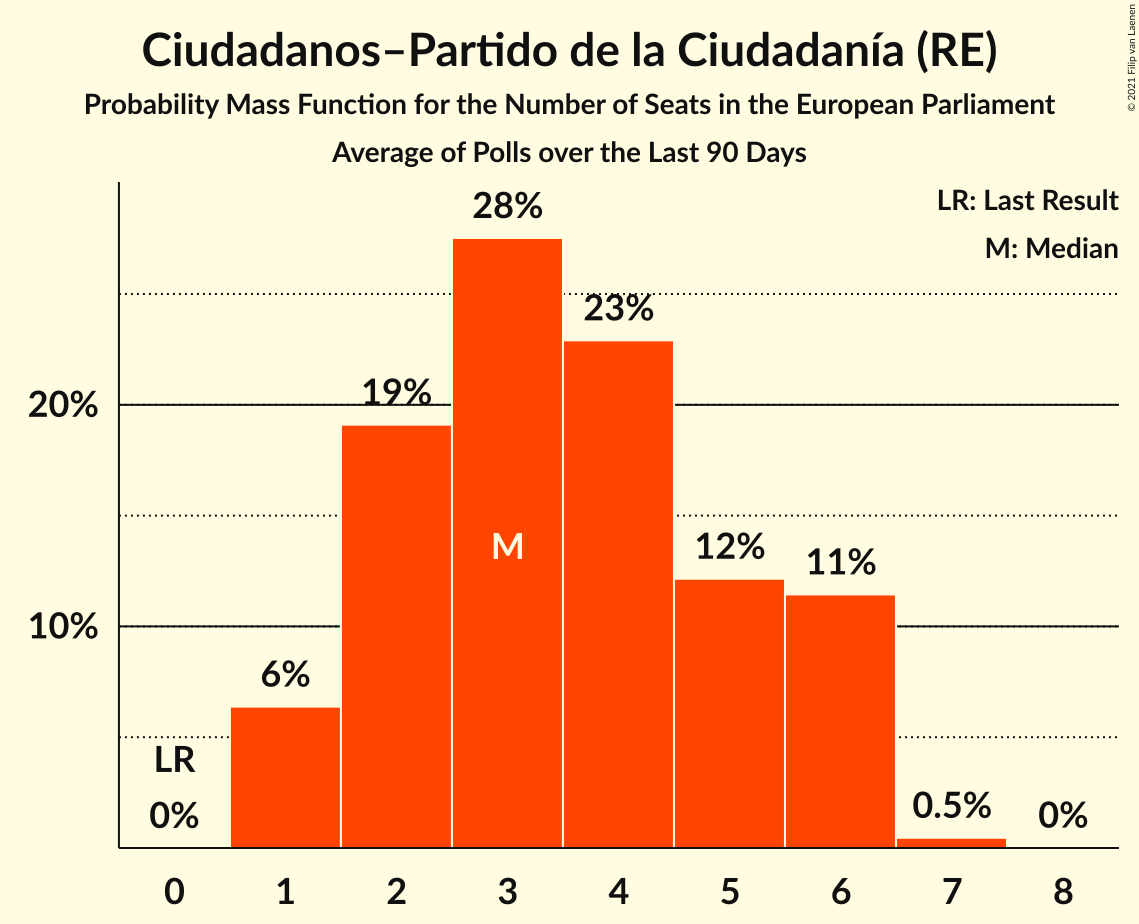 Ciudadanos–Partido de la Ciudadanía (RE)
Probability Mass Function for the Number of Seats in the European Parliament
Average of Polls over the Last 90 Days
© 2021 Filip van Laenen
LR: Last Result
M: Median
28%
23%
19%
20%
M
12%
11%
10%
6%
LR
0%
0.5%
0%
0 1 2 3 4 5 6 7 8